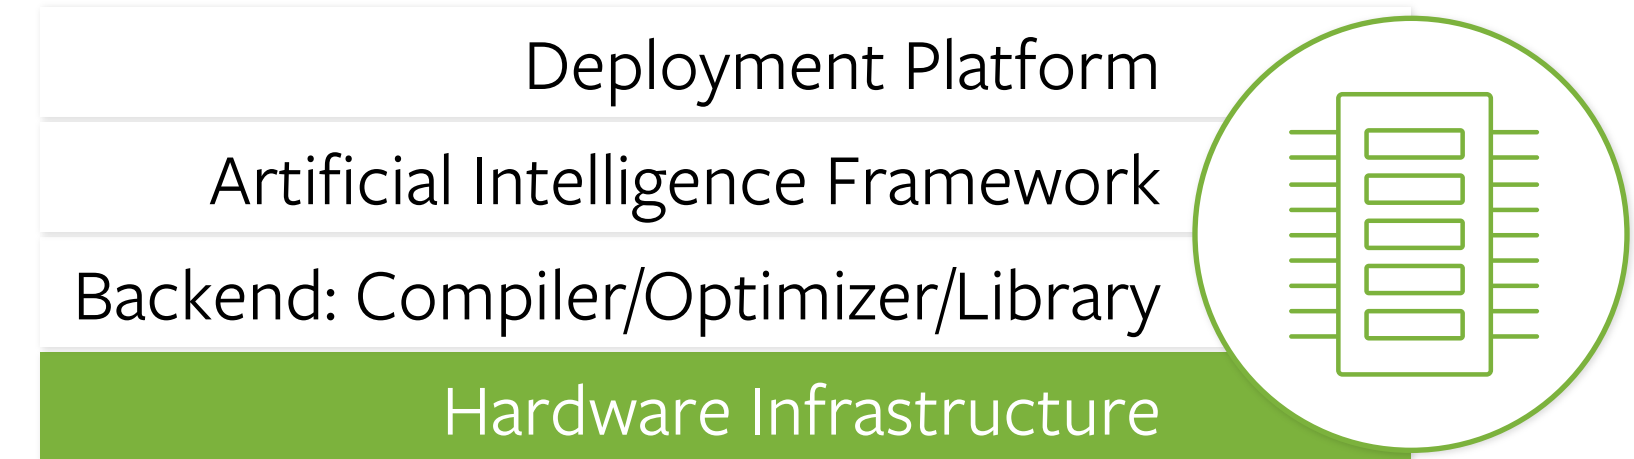 Deployment Platform
Artificial Intelligence Framework
Backend: Compiler/Optimizer/Library
Hardware Infrastructure